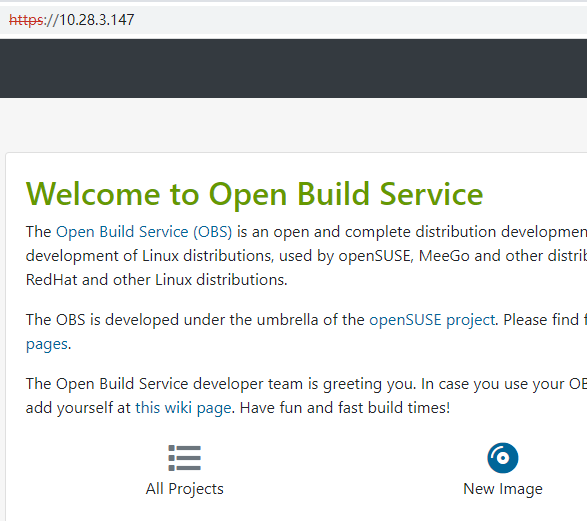 https://10.28.3.147
Welcome to Open Build Service
The Open Build Service (OBS) is an open and complete distribution
development of Linux distributions, used by openSUSE, MeeGo and other
RedHat and other Linux distributions.
The OBS is developed under the umbrella of the openSUSE project. Please find
pages.
The Open Build Service developer team is greeting you. In case you use your
add yourself at this wiki page. Have fun and fast build times!
All Projects
New Image